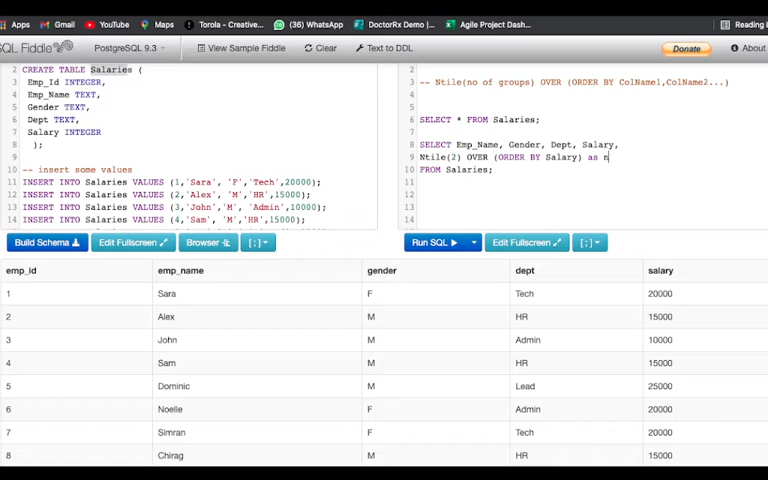 Apps Gmail YouTube Maps Torola - Creative... (36) WhatsApp DoctorRx Demo |... Agile Project Dash... Reading
SQL Fiddle PostgreSQL 9.3 View Sample Fiddle Clear Text to DDL Donate About
2 CREATE TABLE Salaries (
3 Emp_Id INTEGER,
4 Emp_Name TEXT,
5 Gender TEXT,
6 Dept TEXT,
7 Salary INTEGER
8 );
9
10 -- insert some values
11 INSERT INTO Salaries VALUES (1,'Sara', 'F','Tech',20000);
12 INSERT INTO Salaries VALUES (2,'Alex', 'M','HR',15000);
13 INSERT INTO Salaries VALUES (3,'John','M', 'Admin',10000);
14 INSERT INTO Salaries VALUES (4,'Sam', 'M','HR',15000);
2
3 -- Ntile(no of groups) OVER (ORDER BY ColName1,ColName2...)
4
5
6 SELECT * FROM Salaries;
7
8 SELECT Emp_Name, Gender, Dept, Salary,
9 Ntile(2) OVER (ORDER BY Salary) as n
10 FROM Salaries;
11
12
13
14
Build Schema Edit Fullscreen Browser [ ; ] Run SQL Edit Fullscreen [ ; ]
emp_id emp_name gender dept salary
1 Sara F Tech 20000
2 Alex M HR 15000
3 John M Admin 10000
4 Sam M HR 15000
5 Dominic M Lead 25000
6 Noelle F Admin 20000
7 Simran F Tech 20000
8 Chirag M HR 15000